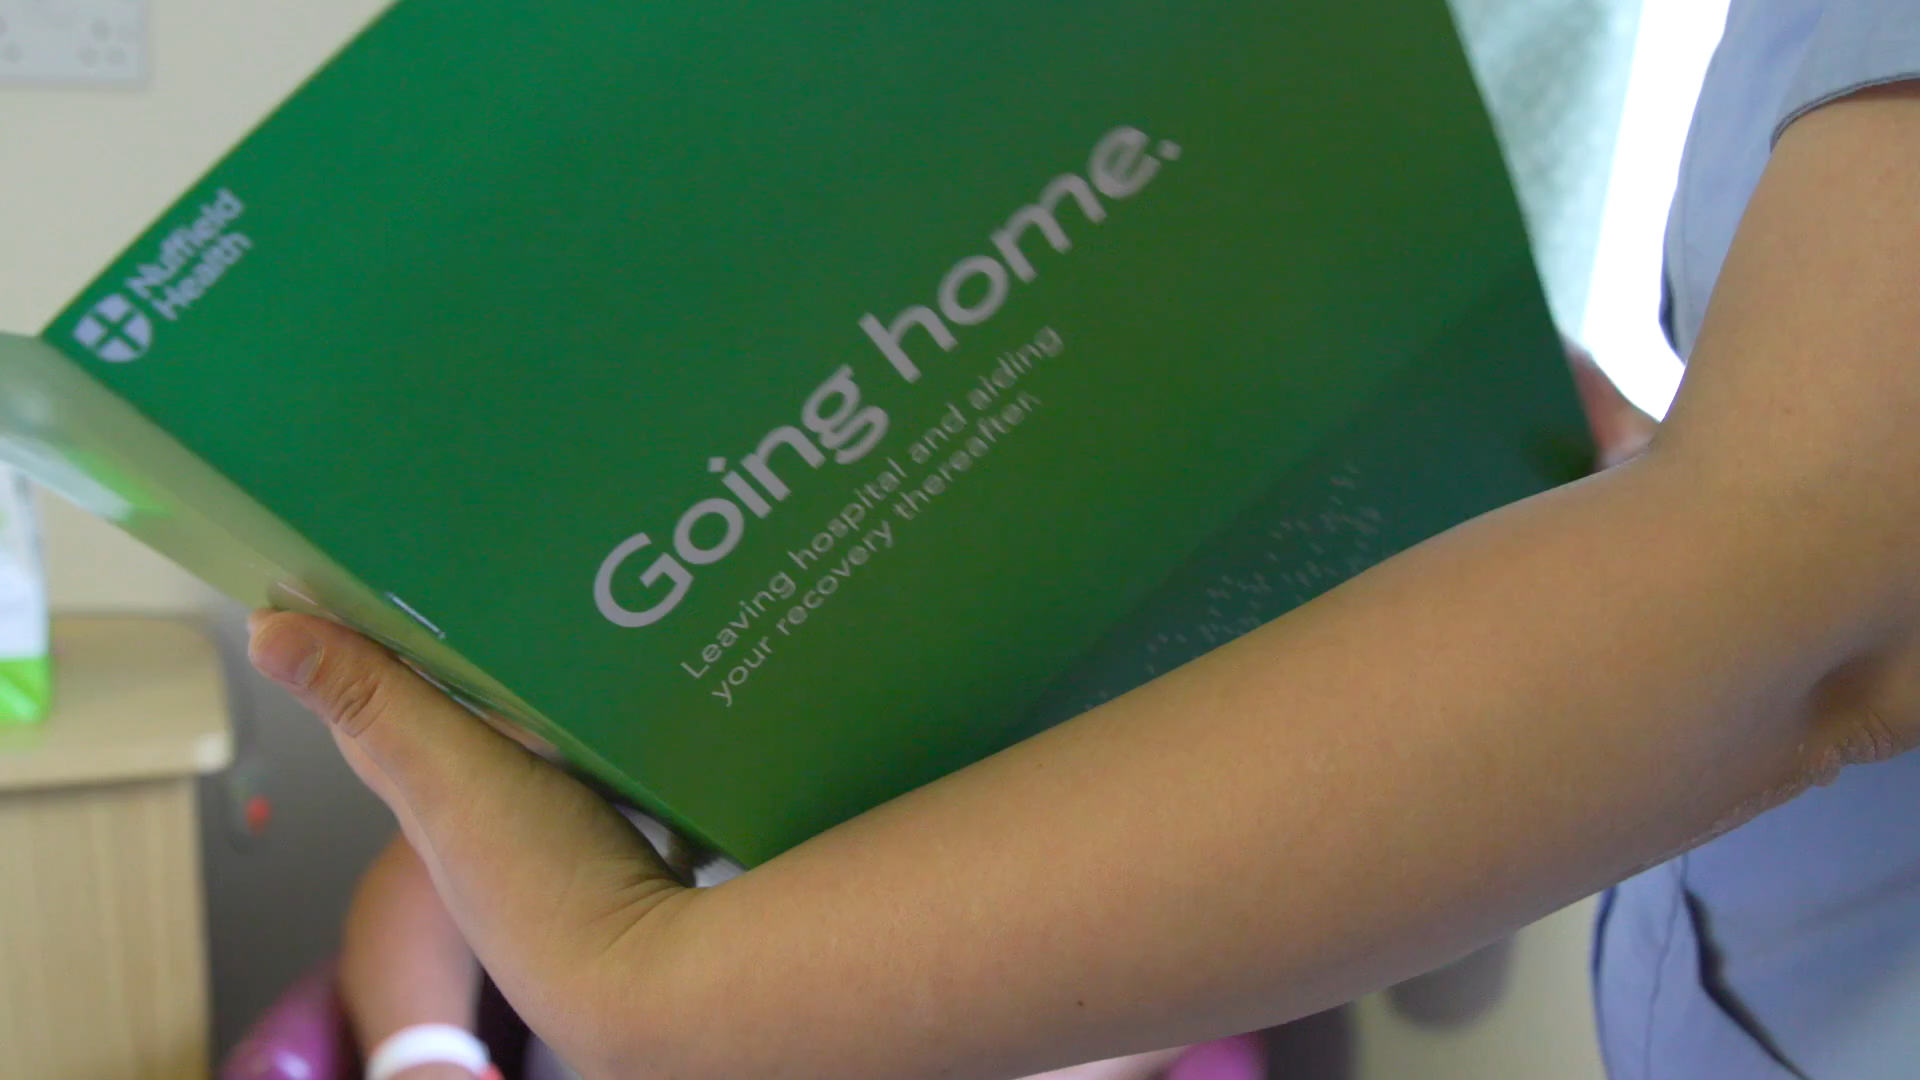 Nuffield
Health
Going home.
Leaving hospital and aiding
your recovery thereafter.